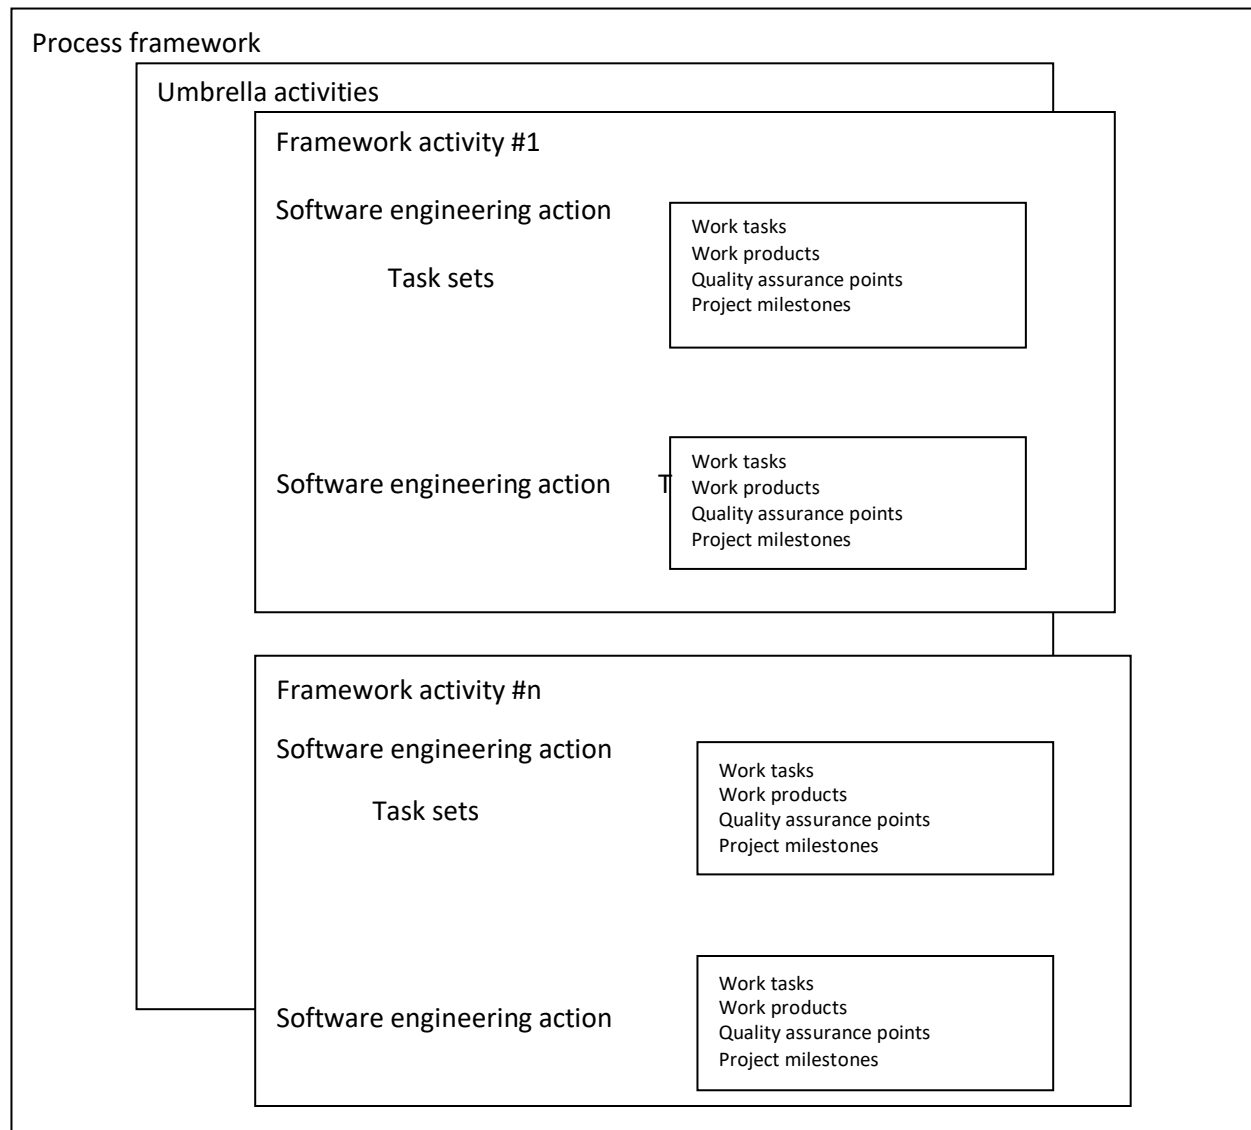 Process framework
Umbrella activities
Framework activity #1
Software engineering action
Task sets
Work tasks
Work products
Quality assurance points
Project milestones
Software engineering action T
Work tasks
Work products
Quality assurance points
Project milestones
Framework activity #n
Software engineering action
Task sets
Work tasks
Work products
Quality assurance points
Project milestones
Software engineering action
Work tasks
Work products
Quality assurance points
Project milestones